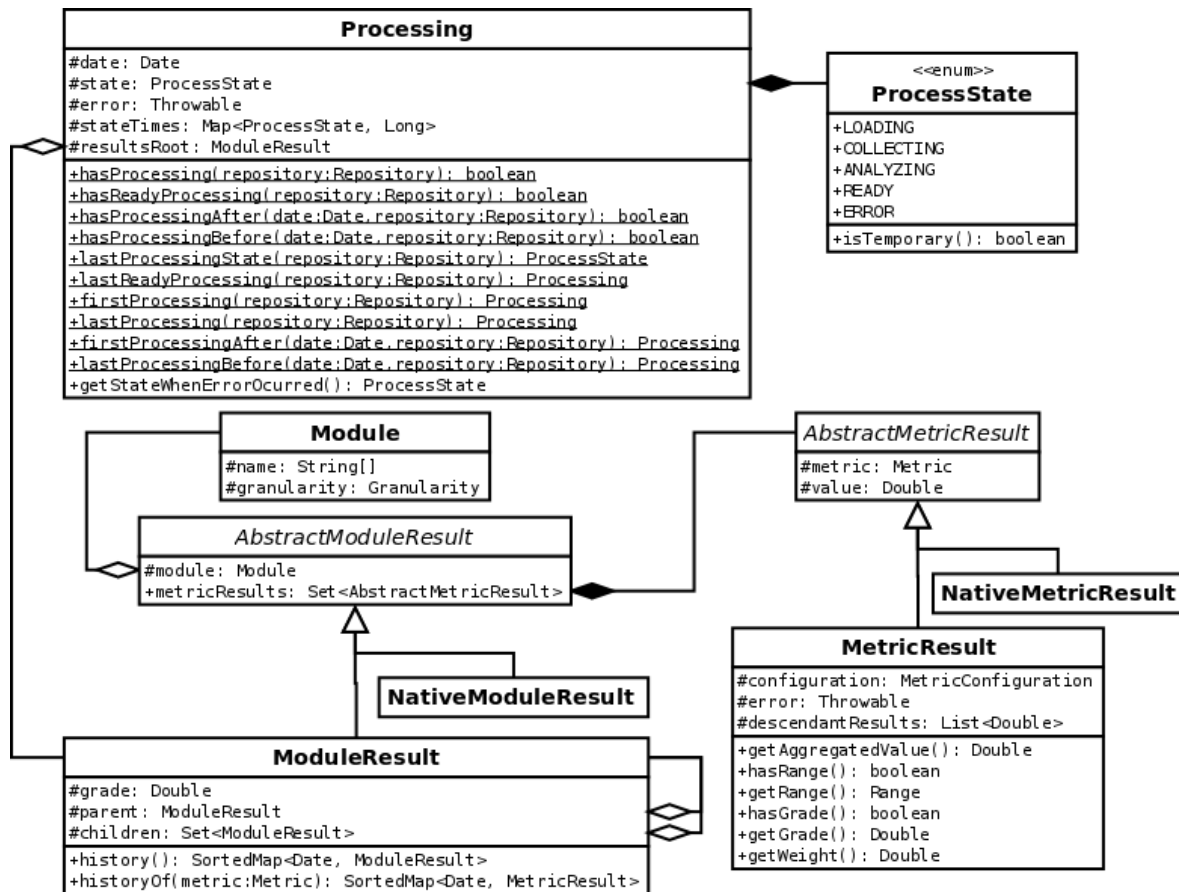 Processing
#date: Date
#state: ProcessState
#error: Throwable
#stateTimes: Map<ProcessState, Long>
#resultsRoot: ModuleResult
+hasProcessing(repository:Repository): boolean
+hasReadyProcessing(repository:Repository): boolean
+hasProcessingAfter(date:Date,repository:Repository): boolean
+hasProcessingBefore(date:Date,repository:Repository): boolean
+lastProcessingState(repository:Repository): ProcessState
+lastReadyProcessing(repository:Repository): Processing
+firstProcessing(repository:Repository): Processing
+lastProcessing(repository:Repository): Processing
+firstProcessingAfter(date:Date,repository:Repository): Processing
+lastProcessingBefore(date:Date,repository:Repository): Processing
+getStateWhenErrorOcurred(): ProcessState
<<enum>>
ProcessState
+LOADING
+COLLECTING
+ANALYZING
+READY
+ERROR
+isTemporary(): boolean
Module
#name: String[]
#granularity: Granularity
AbstractMetricResult
#metric: Metric
#value: Double
AbstractModuleResult
#module: Module
+metricResults: Set<AbstractMetricResult>
NativeMetricResult
NativeModuleResult
MetricResult
#configuration: MetricConfiguration
#error: Throwable
#descendantResults: List<Double>
+getAggregatedValue(): Double
+hasRange(): boolean
+getRange(): Range
+hasGrade(): boolean
+getGrade(): Double
+getWeight(): Double
ModuleResult
#grade: Double
#parent: ModuleResult
#children: Set<ModuleResult>
+history(): SortedMap<Date, ModuleResult>
+historyOf(metric:Metric): SortedMap<Date, MetricResult>